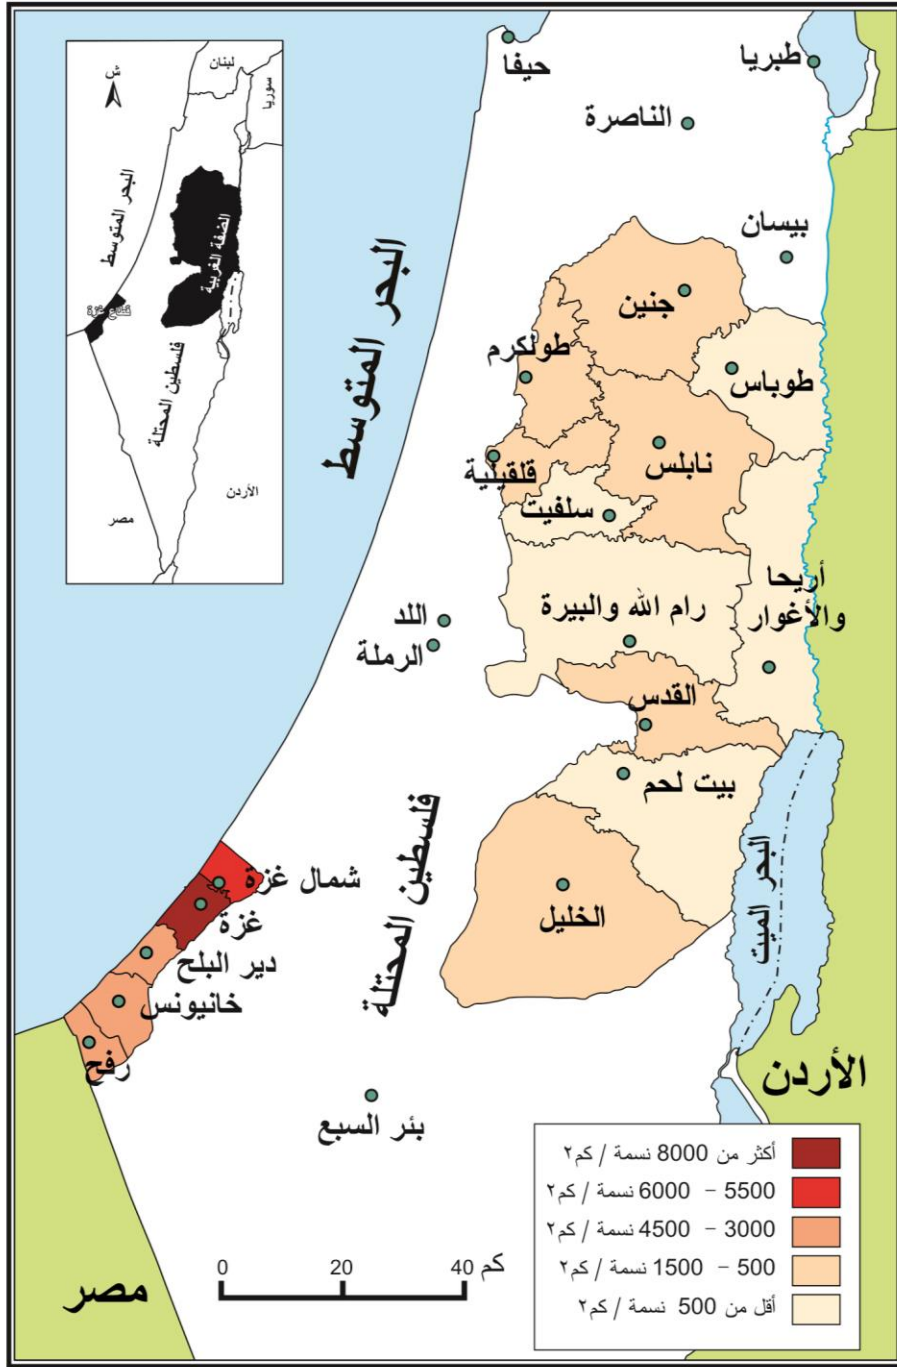 حيفا
طبريا
الناصرة
بيسان
جنين
طولكرم
طوباس
قلقيلية
نابلس
سلفيت
أريحا
والأغوار
رام الله والبيرة
اللد
الرملة
القدس
بيت لحم
الخليل
البحر الميت
البحر المتوسط
فلسطين المحتلة
شمال غزة
غزة
دير البلح
خانيونس
رفح
بئر السبع
الأردن
مصر
ش
لبنان
سوريا
البحر المتوسط
الضفة الغربية
قطاع غزة
فلسطين المحتلة
الأردن
مصر
أكثر من 8000 نسمة / كم٢
5500 - 6000 نسمة / كم٢
3000 - 4500 نسمة / كم٢
500 - 1500 نسمة / كم٢
أقل من 500 نسمة / كم٢
0 20 40 كم